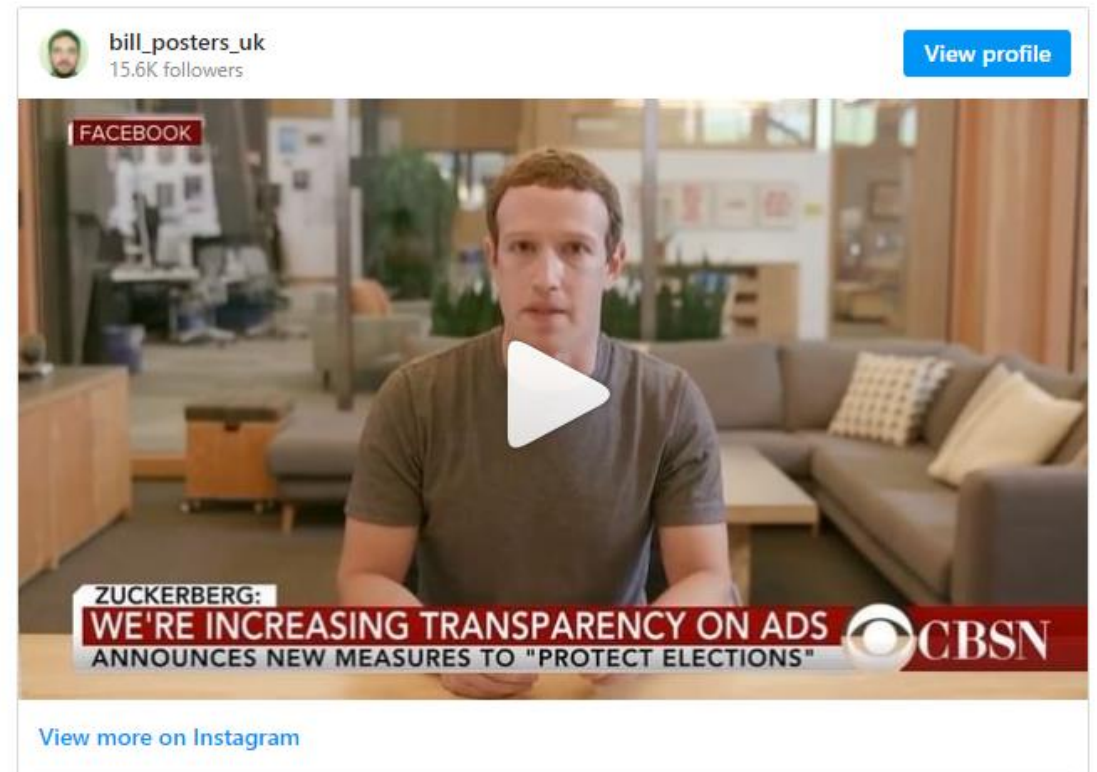 bill_posters_uk
15.6K followers
View profile
FACEBOOK
ZUCKERBERG:
WE'RE INCREASING TRANSPARENCY ON ADS
ANNOUNCES NEW MEASURES TO "PROTECT ELECTIONS"
CBSN
View more on Instagram